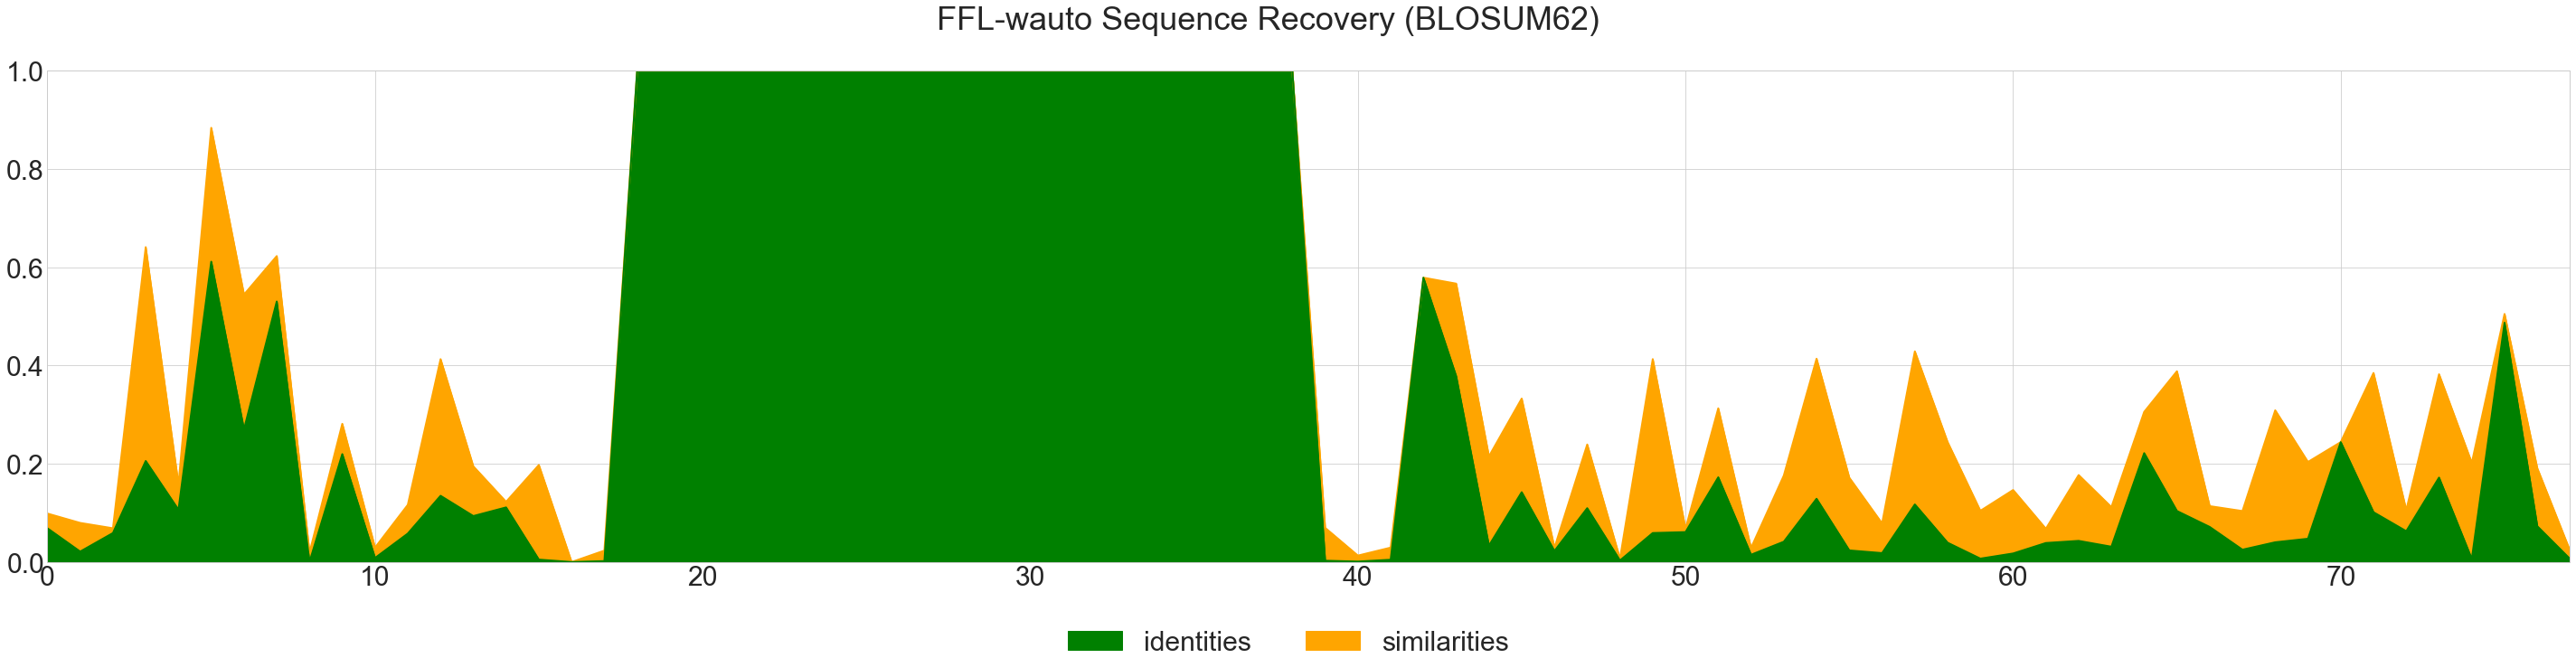 FFL-wauto Sequence Recovery (BLOSUM62)
1.0
0.8
0.6
0.4
0.2
0.0
0 10 20 30 40 50 60 70
identities similarities